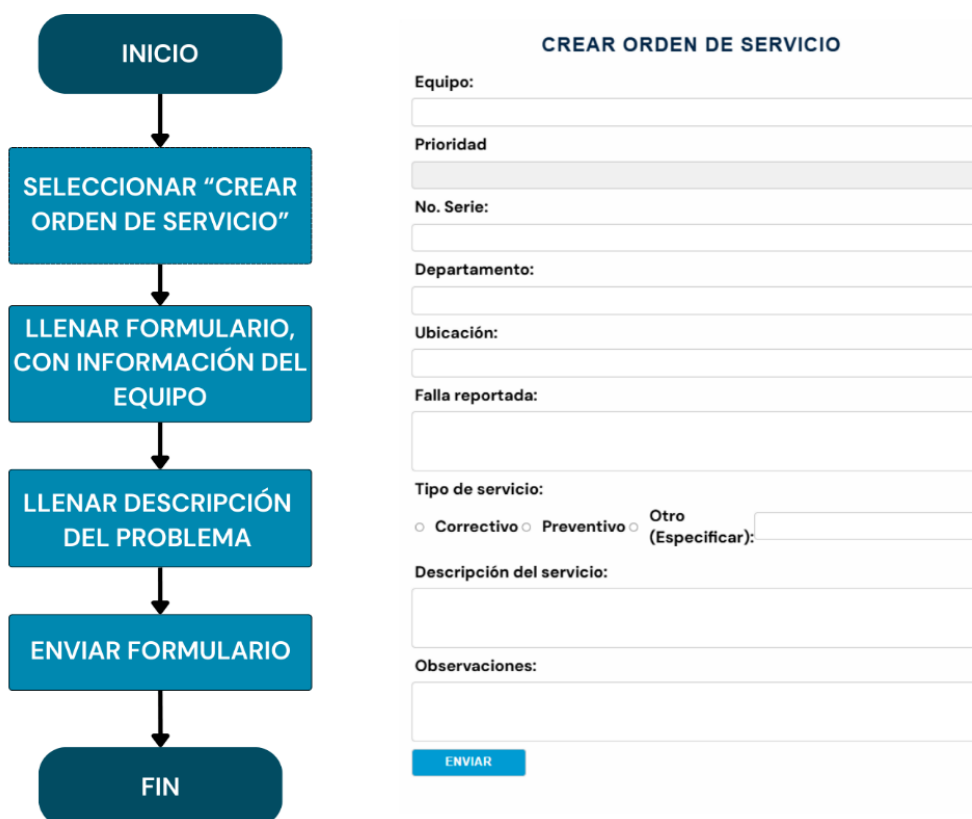 INICIO
SELECCIONAR “CREAR
ORDEN DE SERVICIO”
LLENAR FORMULARIO,
CON INFORMACIÓN DEL
EQUIPO
LLENAR DESCRIPCIÓN
DEL PROBLEMA
ENVIAR FORMULARIO
FIN
CREAR ORDEN DE SERVICIO
Equipo:
Prioridad
No. Serie:
Departamento:
Ubicación:
Falla reportada:
Tipo de servicio:
Correctivo Preventivo Otro
(Especificar):
Descripción del servicio:
Observaciones:
ENVIAR